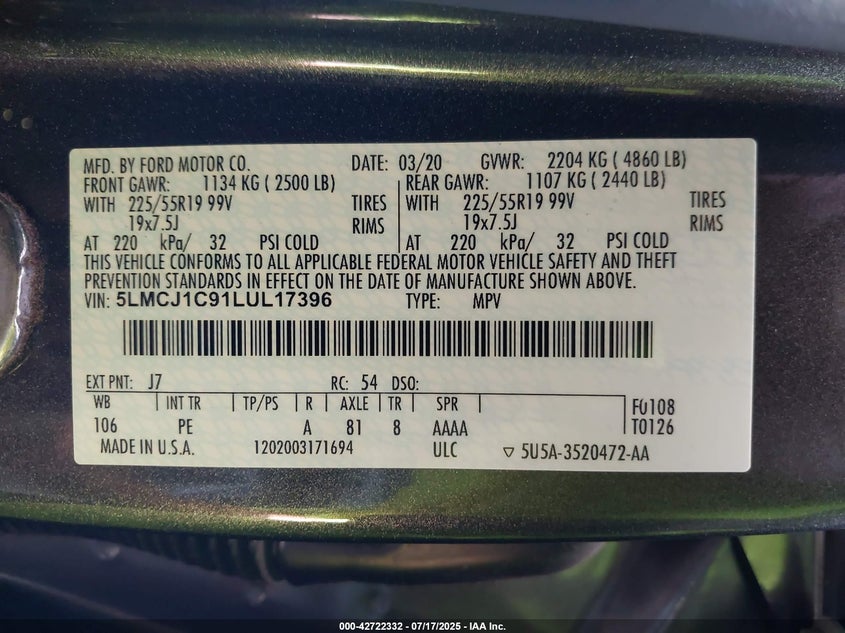 MFD. BY FORD MOTOR CO. DATE: 03/20 GVWR: 2204 KG ( 4860 LB)
FRONT GAWR: 1134 KG ( 2500 LB) REAR GAWR: 1107 KG ( 2440 LB)
WITH 225/55R19 99V TIRES WITH 225/55R19 99V TIRES
19x7.5J RIMS 19x7.5J RIMS
AT 220 kPa/ 32 PSI COLD AT 220 kPa/ 32 PSI COLD
THIS VEHICLE CONFORMS TO ALL APPLICABLE FEDERAL MOTOR VEHICLE SAFETY AND THEFT
PREVENTION STANDARDS IN EFFECT ON THE DATE OF MANUFACTURE SHOWN ABOVE.
VIN: 5LMCJ1C91LUL17396 TYPE: MPV
EXT PNT: J7 RC: 54 DSO:
WB INT TR TP/PS R AXLE TR SPR F0108
106 PE A 81 8 AAAA T0126
MADE IN U.S.A. 1202003171694 ULC ▽ 5U5A-3520472-AA
000-42722332 - 07/17/2025 - IAA Inc.